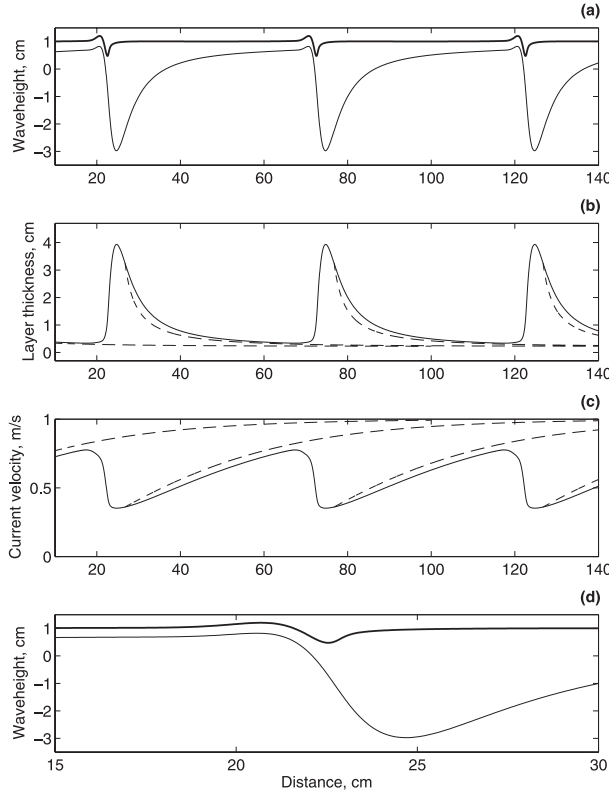 (a)
Waveheight, cm
1
0
−1
−2
−3
20 40 60 80 100 120 140
(b)
Layer thickness, cm
4
3
2
1
0
20 40 60 80 100 120 140
(c)
Current velocity, m/s
1
0.5
0
20 40 60 80 100 120 140
(d)
Waveheight, cm
1
0
−1
−2
−3
15 20 25 30
Distance, cm